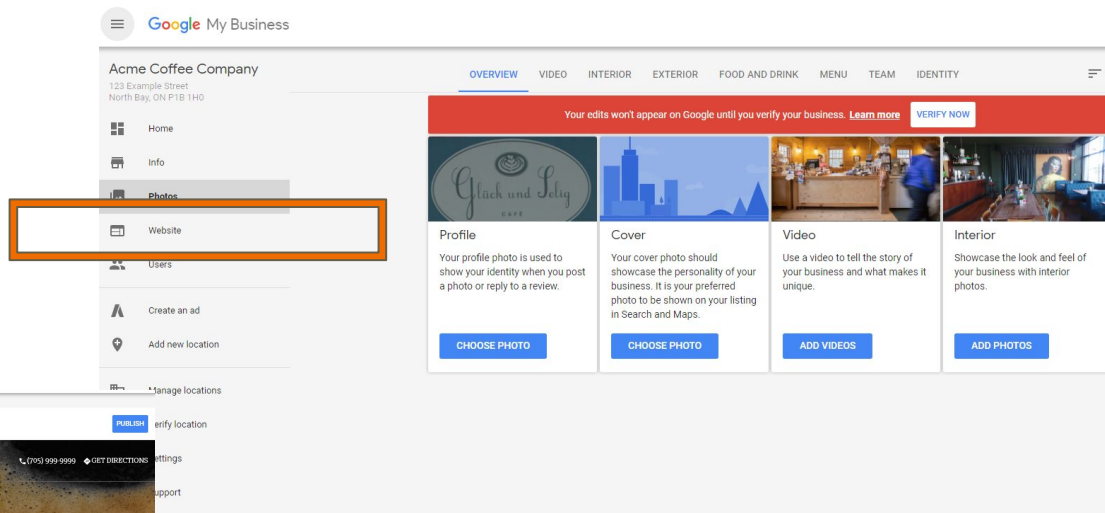 Google My Business
Acme Coffee Company
123 Example Street
North Bay, ON P1B 1H0
Home
Info
Photos
Website
Users
Create an ad
Add new location
Manage locations
erify location
ettings
upport
PUBLISH
(705) 999-9999 GET DIRECTIONS
OVERVIEW VIDEO INTERIOR EXTERIOR FOOD AND DRINK MENU TEAM IDENTITY
Your edits won't appear on Google until you verify your business. Learn more VERIFY NOW
Glück und Selig
CAFE
Profile
Your profile photo is used to
show your identity when you post
a photo or reply to a review.
CHOOSE PHOTO
Cover
Your cover photo should
showcase the personality of your
business. It is your preferred
photo to be shown on your listing
in Search and Maps.
CHOOSE PHOTO
Video
Use a video to tell the story of
your business and what makes it
unique.
ADD VIDEOS
Interior
Showcase the look and feel of
your business with interior
photos.
ADD PHOTOS